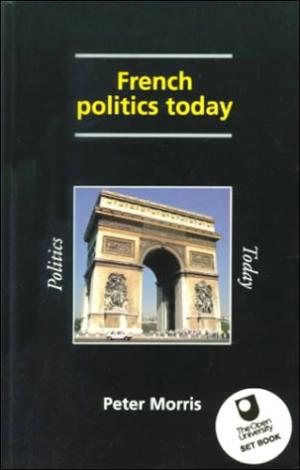 French
politics today
Politics
Today
Peter Morris
The Open
University
SET BOOK